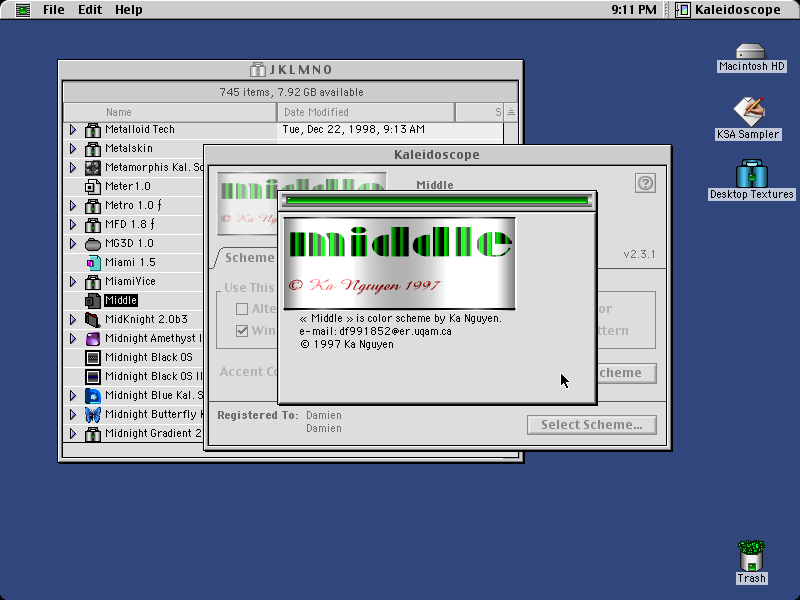 File Edit Help
9:11 PM Kaleidoscope
Macintosh HD
KSA Sampler
Desktop Textures
Trash
JKLMNO
745 items, 7.92 GB available
Name Date Modified S
Metalloid Tech Tue, Dec 22, 1998, 9:13 AM
Metalskin
Metamorphis Kal. Sc
Meter 1.0
Metro 1.0 ƒ
MFD 1.8 ƒ
MG3D 1.0
Miami 1.5
MiamiVice
Middle
MidKnight 2.0b3
Midnight Amethyst
Midnight Black OS
Midnight Black OS II
Midnight Blue Kal. S
Midnight Butterfly
Midnight Gradient 2
Kaleidoscope
middle
© Ka Ng
Middle
v2.3.1
Scheme
Use This
Alte
Win
or
ttern
Accent Co
cheme
Registered To: Damien
Damien
Select Scheme...
middle
© Ka Nguyen 1997
« Middle » is color scheme by Ka Nguyen.
e-mail: df991852@er.uqam.ca
© 1997 Ka Nguyen